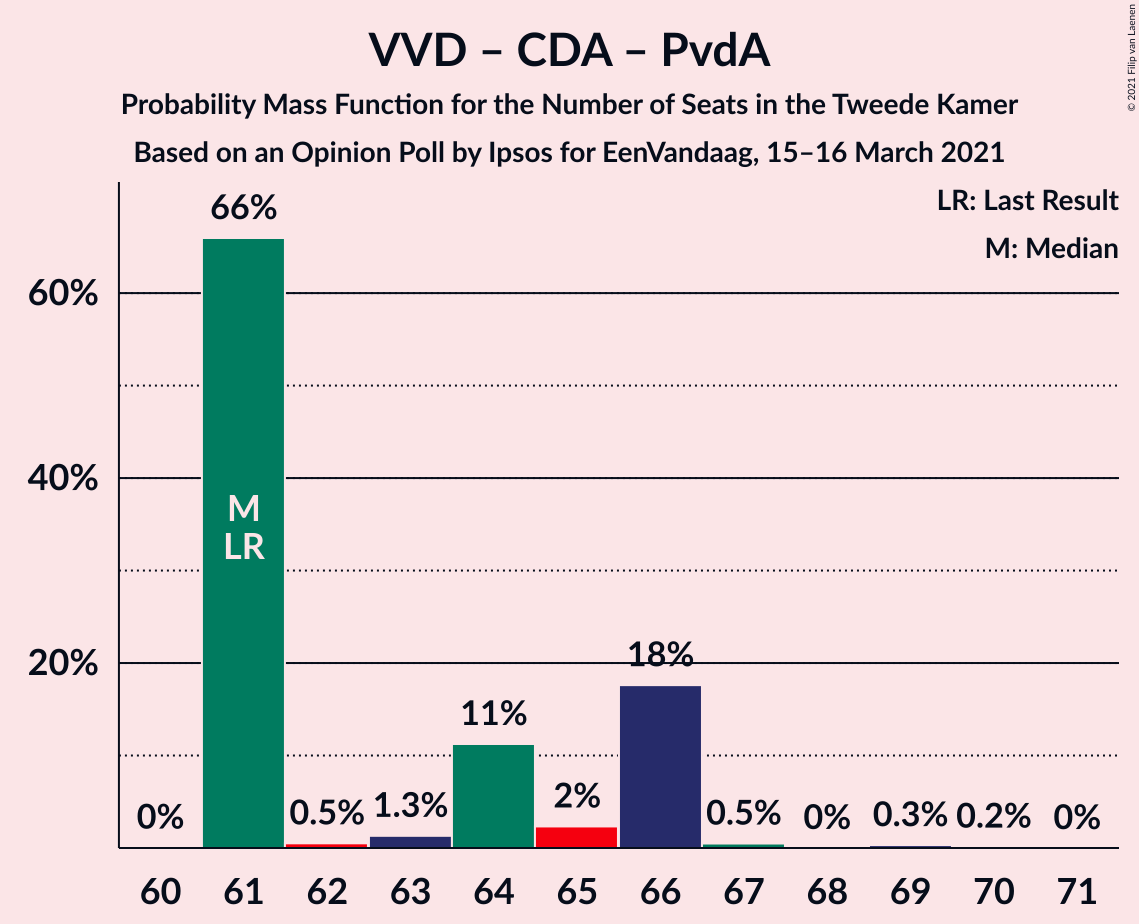 VVD – CDA – PvdA
Probability Mass Function for the Number of Seats in the Tweede Kamer
Based on an Opinion Poll by Ipsos for EenVandaag, 15–16 March 2021
© 2021 Filip van Laenen
LR: Last Result
M: Median
60%
40%
20%
0%
66%
0.5%
1.3%
11%
2%
18%
0.5%
0%
0.3%
0.2%
0%
M
LR
60 61 62 63 64 65 66 67 68 69 70 71